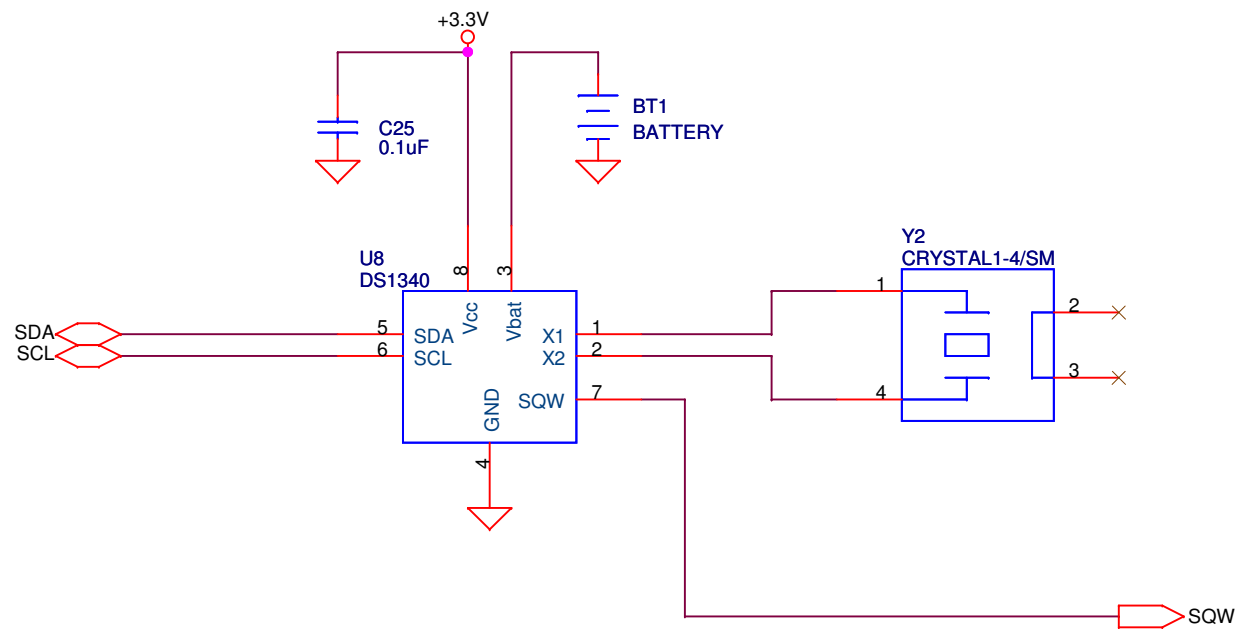 +3.3V
BT1
BATTERY
C25
0.1uF
Y2
CRYSTAL1-4/SM
U8
DS1340
8
3
1
2
3
4
Vcc
Vbat
SDA
SCL
5
6
SDA
SCL
X1
X2
1
2
SQW
7
GND
4
SQW